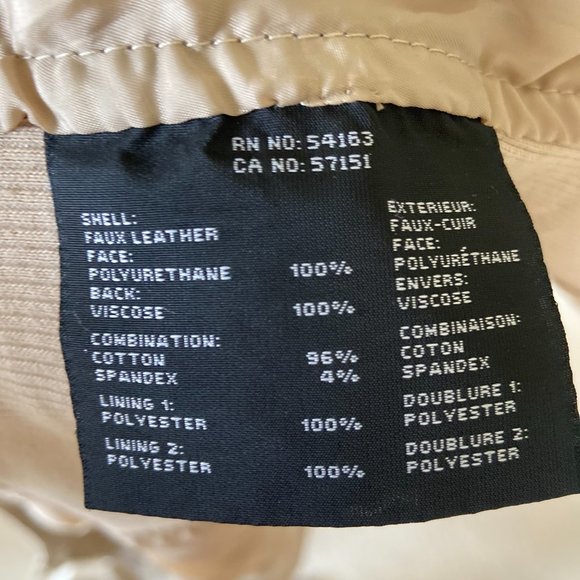 RN NO: 54163
CA NO: 57151
SHELL:
FAUX LEATHER
FACE:
POLYURETHANE 100%
BACK:
VISCOSE 100%
COMBINATION:
COTTON 96%
SPANDEX 4%
LINING 1:
POLYESTER 100%
LINING 2:
POLYESTER 100%
EXTERIEUR:
FAUX-CUIR
FACE:
POLYURÉTHANE
ENVERS:
VISCOSE
COMBINAISON:
COTON
SPANDEX
DOUBLURE 1:
POLYESTER
DOUBLURE 2:
POLYESTER